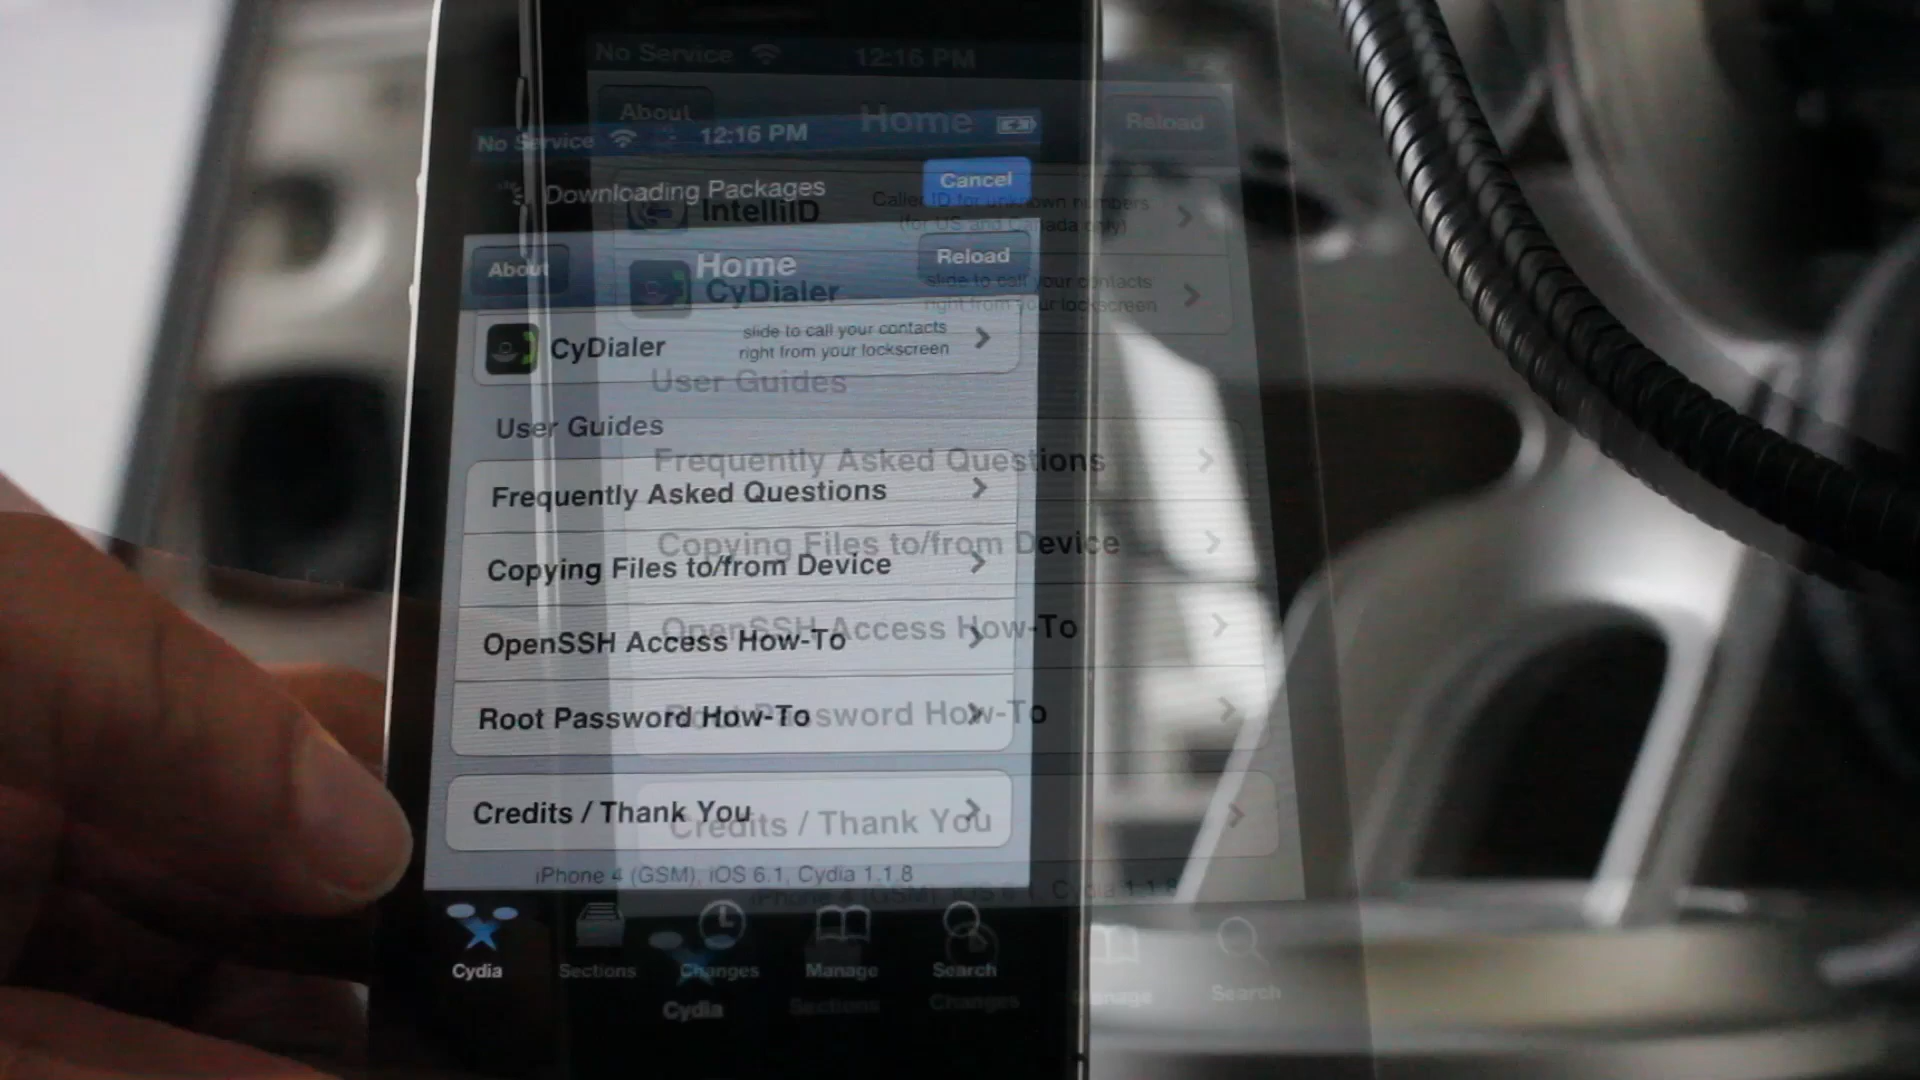 No Service 12:16 PM
About Home Reload
No Service 12:16 PM
Downloading Packages Cancel
IntelliID Caller ID for unknown numbers
(for US and Canada only)
About Home Reload
CyDialer slide to call your contacts
right from your lockscreen
CyDialer slide to call your contacts
right from your lockscreen
User Guides
User Guides
Frequently Asked Questions
Frequently Asked Questions
Copying Files to/from Device
Copying Files to/from Device
OpenSSH Access How-To
OpenSSH Access How-To
Root Password How-To
Root Password How-To
Credits / Thank You
Credits / Thank You
iPhone 4 (GSM), iOS 6.1, Cydia 1.1.8
iPhone 4 (GSM), iOS 6.1, Cydia 1.1.8
Cydia Sections Changes Manage Search
Cydia Sections Changes Manage Search